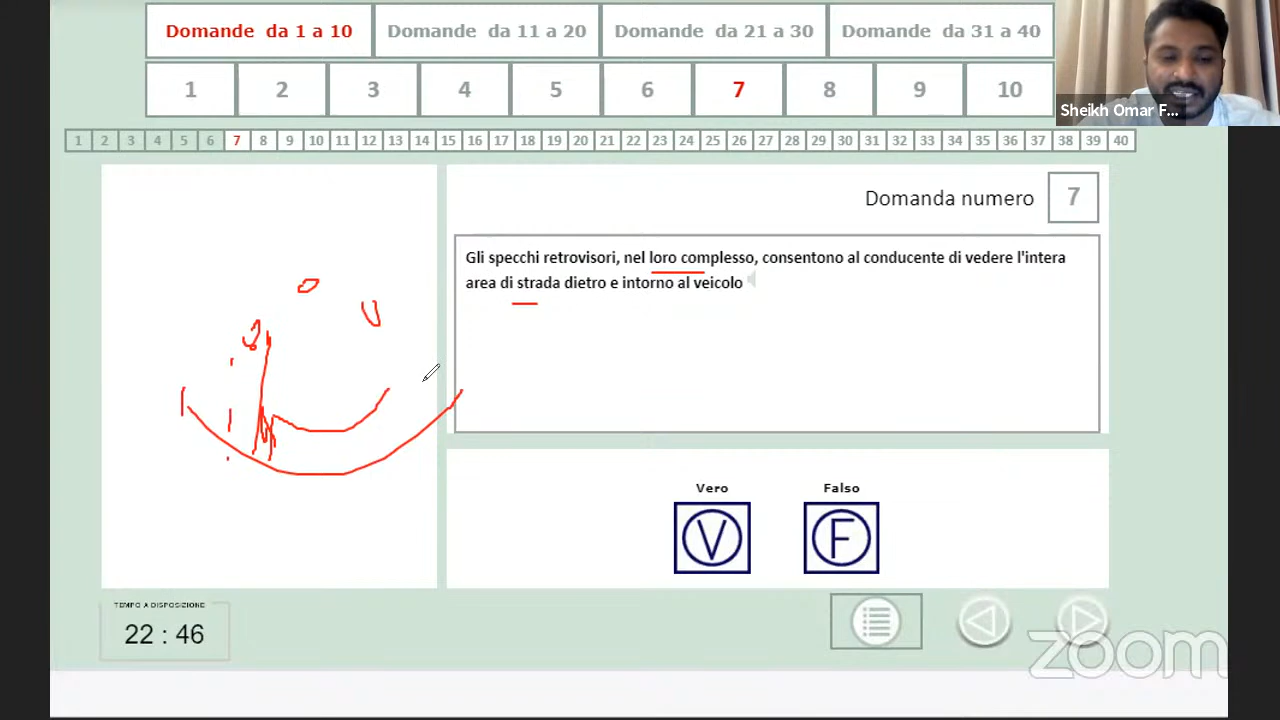 Domande da 1 a 10 Domande da 11 a 20 Domande da 21 a 30 Domande da 31 a 40
1 2 3 4 5 6 7 8 9 10
Sheikh Omar F...
1 2 3 4 5 6 7 8 9 10 11 12 13 14 15 16 17 18 19 20 21 22 23 24 25 26 27 28 29 30 31 32 33 34 35 36 37 38 39 40
Domanda numero 7
Gli specchi retrovisori, nel loro complesso, consentono al conducente di vedere l'intera
area di strada dietro e intorno al veicolo
Vero Falso
V F
TEMPO A DISPOSIZIONE
22 : 46
zoom